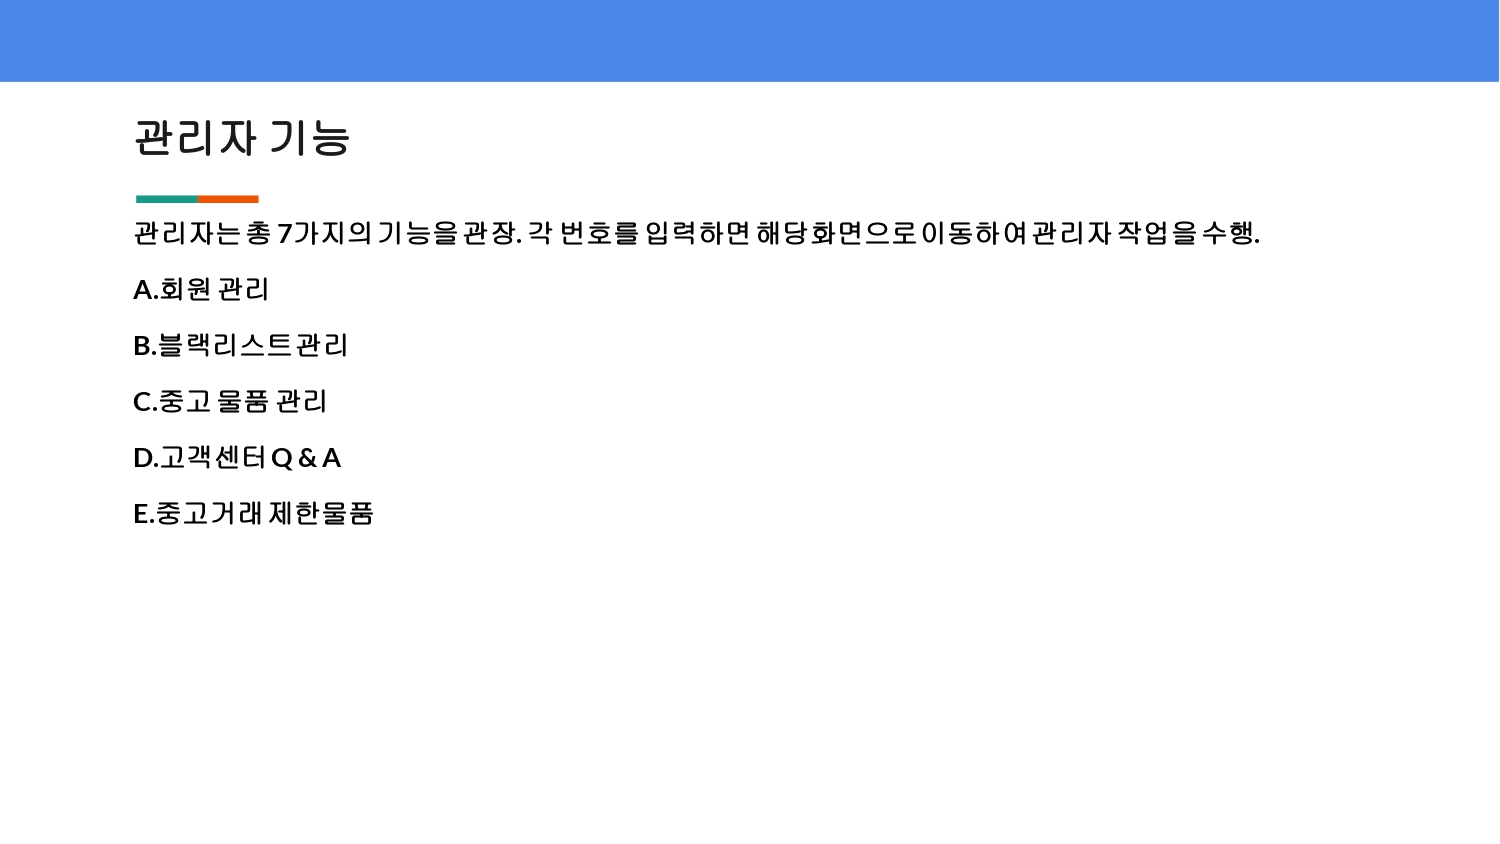 관리자 기능
관리자는 총 7가지의 기능을 관장. 각 번호를 입력하면 해당 화면으로 이동하여 관리자 작업을 수행.
A.회원 관리
B.블랙리스트 관리
C.중고 물품 관리
D.고객센터 Q & A
E.중고거래 제한물품